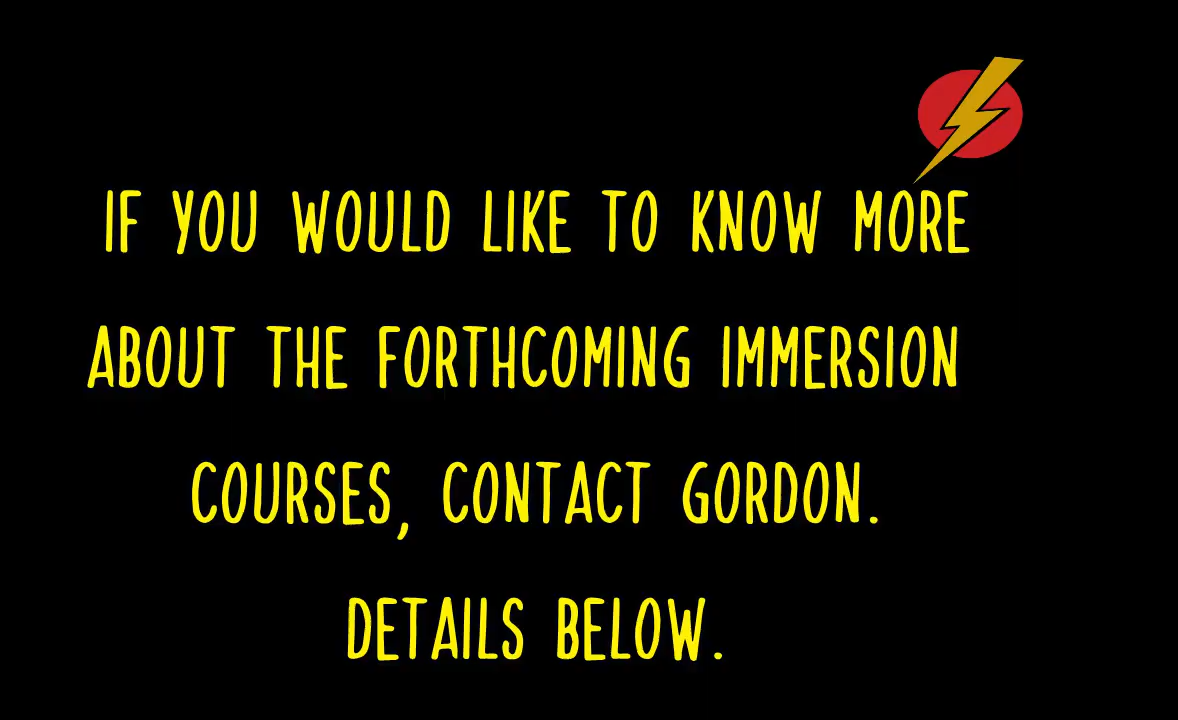 IF YOU WOULD LIKE TO KNOW MORE
ABOUT THE FORTHCOMING IMMERSION
COURSES, CONTACT GORDON.
DETAILS BELOW.